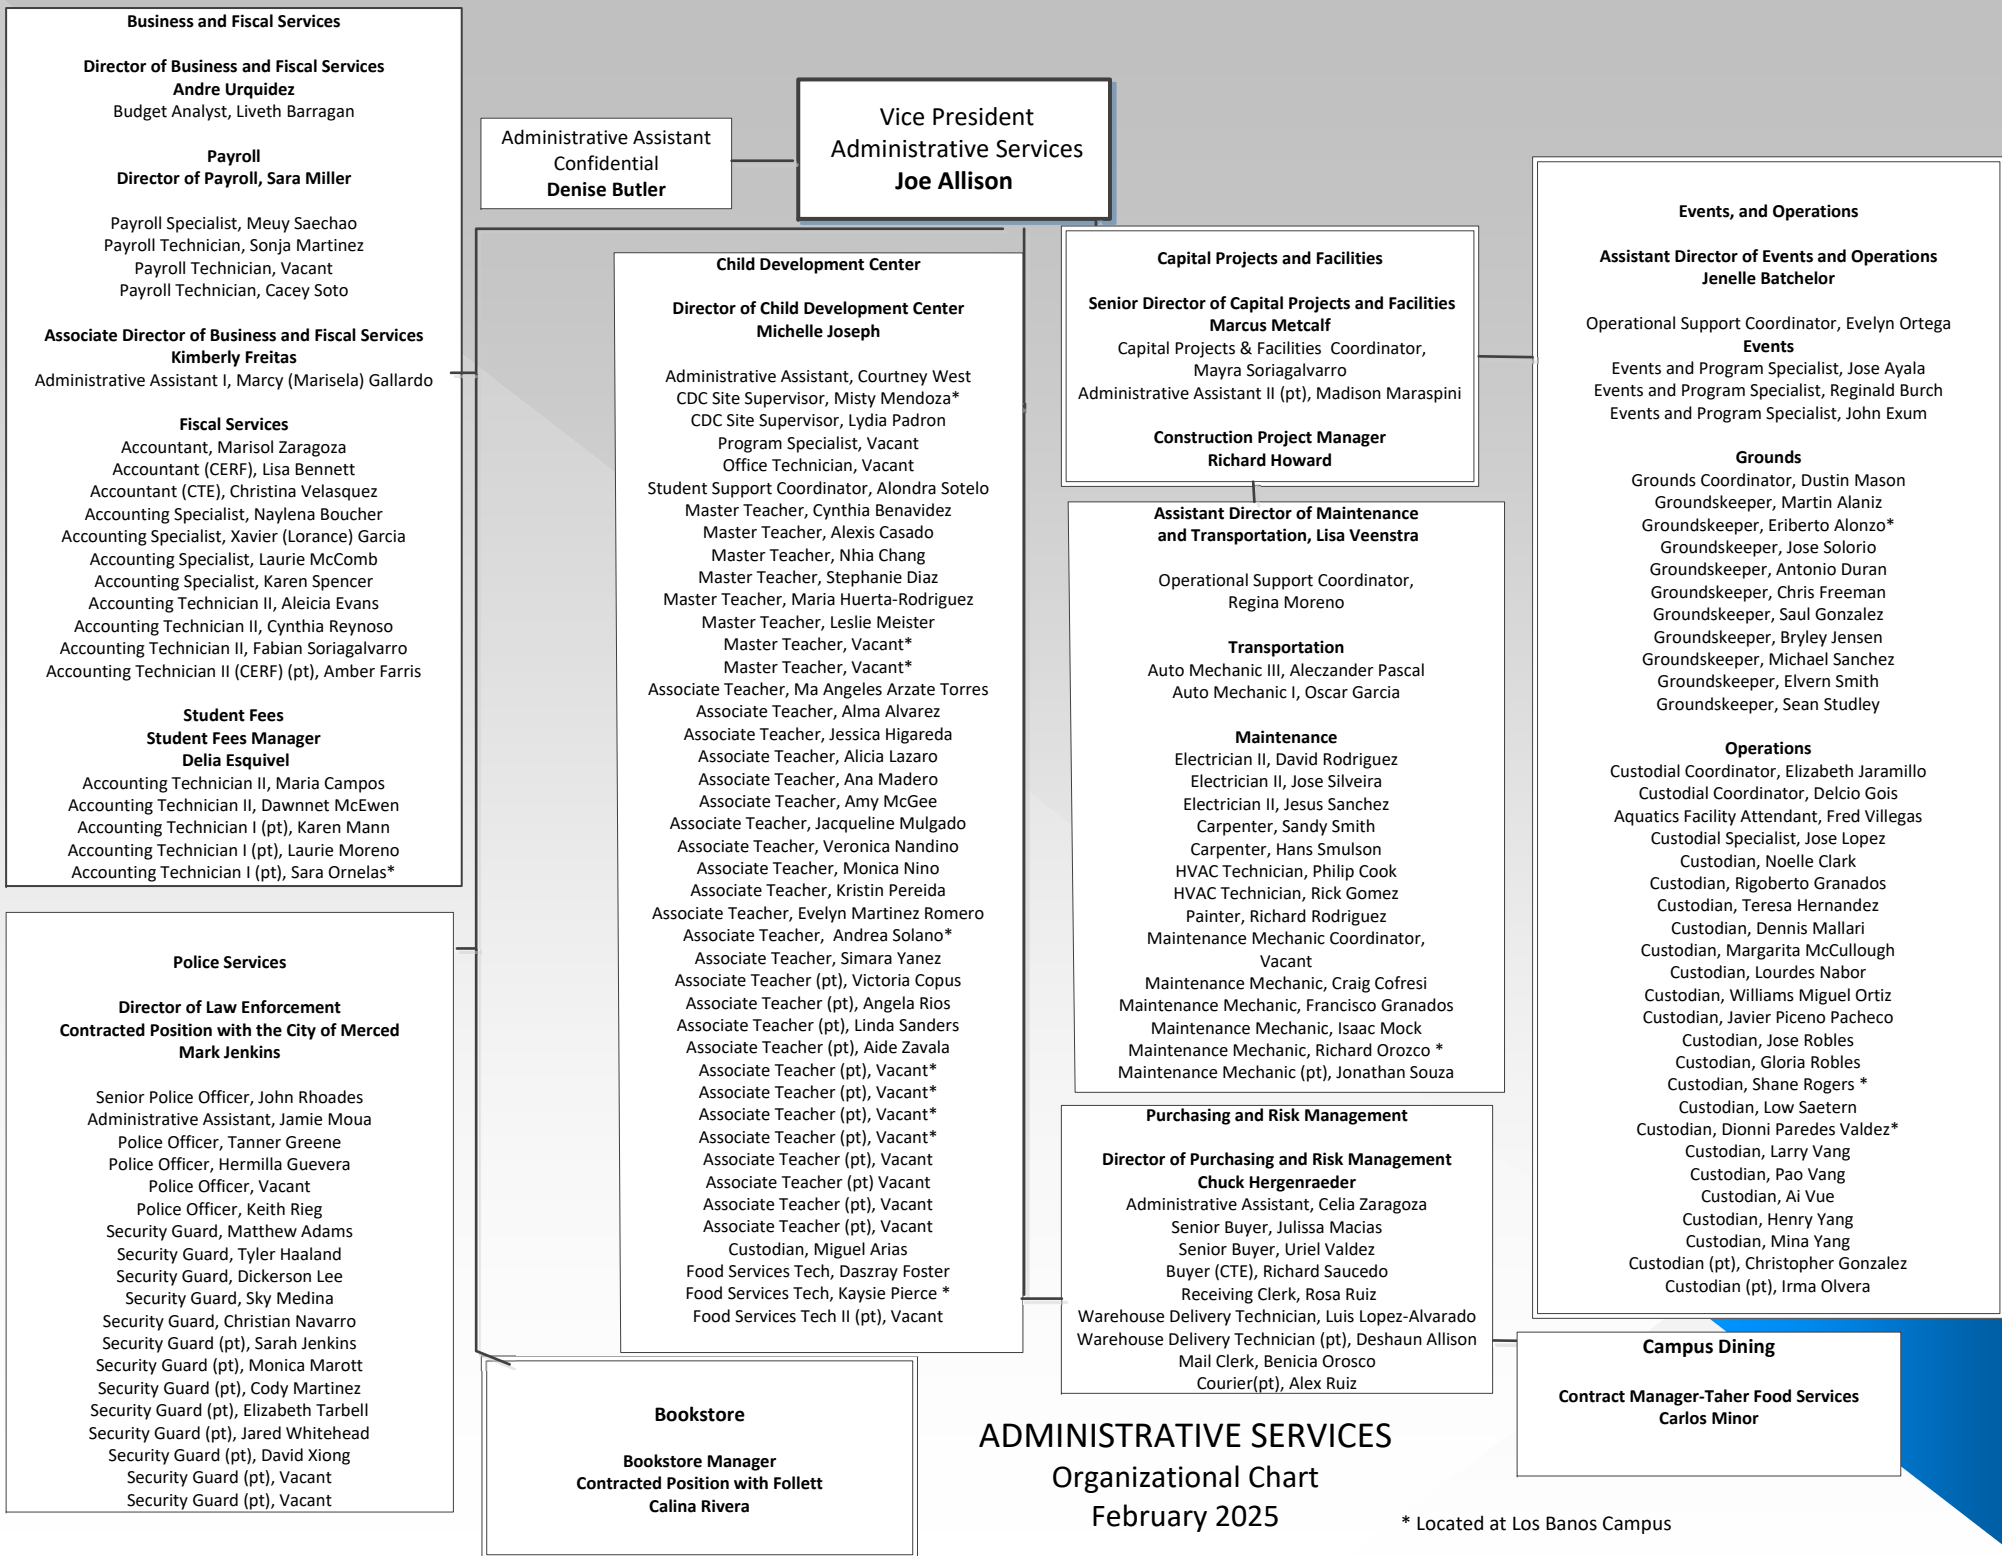 Business and Fiscal Services
Director of Business and Fiscal Services
Andre Urquidez
Budget Analyst, Liveth Barragan
Payroll
Director of Payroll, Sara Miller
Payroll Specialist, Meuy Saechao
Payroll Technician, Sonja Martinez
Payroll Technician, Vacant
Payroll Technician, Cacey Soto
Associate Director of Business and Fiscal Services
Kimberly Freitas
Administrative Assistant I, Marcy (Marisela) Gallardo
Fiscal Services
Accountant, Marisol Zaragoza
Accountant (CERF), Lisa Bennett
Accountant (CTE), Christina Velasquez
Accounting Specialist, Naylena Boucher
Accounting Specialist, Xavier (Lorance) Garcia
Accounting Specialist, Laurie McComb
Accounting Specialist, Karen Spencer
Accounting Technician II, Aleicia Evans
Accounting Technician II, Cynthia Reynoso
Accounting Technician II, Fabian Soriagalvarro
Accounting Technician II (CERF) (pt), Amber Farris
Student Fees
Student Fees Manager
Delia Esquivel
Accounting Technician II, Maria Campos
Accounting Technician II, Dawnnet McEwen
Accounting Technician I (pt), Karen Mann
Accounting Technician I (pt), Laurie Moreno
Accounting Technician I (pt), Sara Ornelas*
Police Services
Director of Law Enforcement
Contracted Position with the City of Merced
Mark Jenkins
Senior Police Officer, John Rhoades
Administrative Assistant, Jamie Moua
Police Officer, Tanner Greene
Police Officer, Hermilla Guevera
Police Officer, Vacant
Police Officer, Keith Rieg
Security Guard, Matthew Adams
Security Guard, Tyler Haaland
Security Guard, Dickerson Lee
Security Guard, Sky Medina
Security Guard, Christian Navarro
Security Guard (pt), Sarah Jenkins
Security Guard (pt), Monica Marott
Security Guard (pt), Cody Martinez
Security Guard (pt), Elizabeth Tarbell
Security Guard (pt), Jared Whitehead
Security Guard (pt), David Xiong
Security Guard (pt), Vacant
Security Guard (pt), Vacant
Administrative Assistant
Confidential
Denise Butler
Vice President
Administrative Services
Joe Allison
Child Development Center
Director of Child Development Center
Michelle Joseph
Administrative Assistant, Courtney West
CDC Site Supervisor, Misty Mendoza*
CDC Site Supervisor, Lydia Padron
Program Specialist, Vacant
Office Technician, Vacant
Student Support Coordinator, Alondra Sotelo
Master Teacher, Cynthia Benavidez
Master Teacher, Alexis Casado
Master Teacher, Nhia Chang
Master Teacher, Stephanie Diaz
Master Teacher, Maria Huerta-Rodriguez
Master Teacher, Leslie Meister
Master Teacher, Vacant*
Master Teacher, Vacant*
Associate Teacher, Ma Angeles Arzate Torres
Associate Teacher, Alma Alvarez
Associate Teacher, Jessica Higareda
Associate Teacher, Alicia Lazaro
Associate Teacher, Ana Madero
Associate Teacher, Amy McGee
Associate Teacher, Jacqueline Mulgado
Associate Teacher, Veronica Nandino
Associate Teacher, Monica Nino
Associate Teacher, Kristin Pereida
Associate Teacher, Evelyn Martinez Romero
Associate Teacher, Andrea Solano*
Associate Teacher, Simara Yanez
Associate Teacher (pt), Victoria Copus
Associate Teacher (pt), Angela Rios
Associate Teacher (pt), Linda Sanders
Associate Teacher (pt), Aide Zavala
Associate Teacher (pt), Vacant*
Associate Teacher (pt), Vacant*
Associate Teacher (pt), Vacant*
Associate Teacher (pt), Vacant*
Associate Teacher (pt), Vacant
Associate Teacher (pt) Vacant
Associate Teacher (pt), Vacant
Associate Teacher (pt), Vacant
Custodian, Miguel Arias
Food Services Tech, Daszray Foster
Food Services Tech, Kaysie Pierce *
Food Services Tech II (pt), Vacant
Bookstore
Bookstore Manager
Contracted Position with Follett
Calina Rivera
Capital Projects and Facilities
Senior Director of Capital Projects and Facilities
Marcus Metcalf
Capital Projects & Facilities Coordinator,
Mayra Soriagalvarro
Administrative Assistant II (pt), Madison Maraspini
Construction Project Manager
Richard Howard
Assistant Director of Maintenance
and Transportation, Lisa Veenstra
Operational Support Coordinator,
Regina Moreno
Transportation
Auto Mechanic III, Aleczander Pascal
Auto Mechanic I, Oscar Garcia
Maintenance
Electrician II, David Rodriguez
Electrician II, Jose Silveira
Electrician II, Jesus Sanchez
Carpenter, Sandy Smith
Carpenter, Hans Smulson
HVAC Technician, Philip Cook
HVAC Technician, Rick Gomez
Painter, Richard Rodriguez
Maintenance Mechanic Coordinator,
Vacant
Maintenance Mechanic, Craig Cofresi
Maintenance Mechanic, Francisco Granados
Maintenance Mechanic, Isaac Mock
Maintenance Mechanic, Richard Orozco *
Maintenance Mechanic (pt), Jonathan Souza
Purchasing and Risk Management
Director of Purchasing and Risk Management
Chuck Hergenraeder
Administrative Assistant, Celia Zaragoza
Senior Buyer, Julissa Macias
Senior Buyer, Uriel Valdez
Buyer (CTE), Richard Saucedo
Receiving Clerk, Rosa Ruiz
Warehouse Delivery Technician, Luis Lopez-Alvarado
Warehouse Delivery Technician (pt), Deshaun Allison
Mail Clerk, Benicia Orosco
Courier(pt), Alex Ruiz
Events, and Operations
Assistant Director of Events and Operations
Jenelle Batchelor
Operational Support Coordinator, Evelyn Ortega
Events
Events and Program Specialist, Jose Ayala
Events and Program Specialist, Reginald Burch
Events and Program Specialist, John Exum
Grounds
Grounds Coordinator, Dustin Mason
Groundskeeper, Martin Alaniz
Groundskeeper, Eriberto Alonzo*
Groundskeeper, Jose Solorio
Groundskeeper, Antonio Duran
Groundskeeper, Chris Freeman
Groundskeeper, Saul Gonzalez
Groundskeeper, Bryley Jensen
Groundskeeper, Michael Sanchez
Groundskeeper, Elvern Smith
Groundskeeper, Sean Studley
Operations
Custodial Coordinator, Elizabeth Jaramillo
Custodial Coordinator, Delcio Gois
Aquatics Facility Attendant, Fred Villegas
Custodial Specialist, Jose Lopez
Custodian, Noelle Clark
Custodian, Rigoberto Granados
Custodian, Teresa Hernandez
Custodian, Dennis Mallari
Custodian, Margarita McCullough
Custodian, Lourdes Nabor
Custodian, Williams Miguel Ortiz
Custodian, Javier Piceno Pacheco
Custodian, Jose Robles
Custodian, Gloria Robles
Custodian, Shane Rogers *
Custodian, Low Saetern
Custodian, Dionni Paredes Valdez*
Custodian, Larry Vang
Custodian, Pao Vang
Custodian, Ai Vue
Custodian, Henry Yang
Custodian, Mina Yang
Custodian (pt), Christopher Gonzalez
Custodian (pt), Irma Olvera
Campus Dining
Contract Manager-Taher Food Services
Carlos Minor
ADMINISTRATIVE SERVICES
Organizational Chart
February 2025
* Located at Los Banos Campus